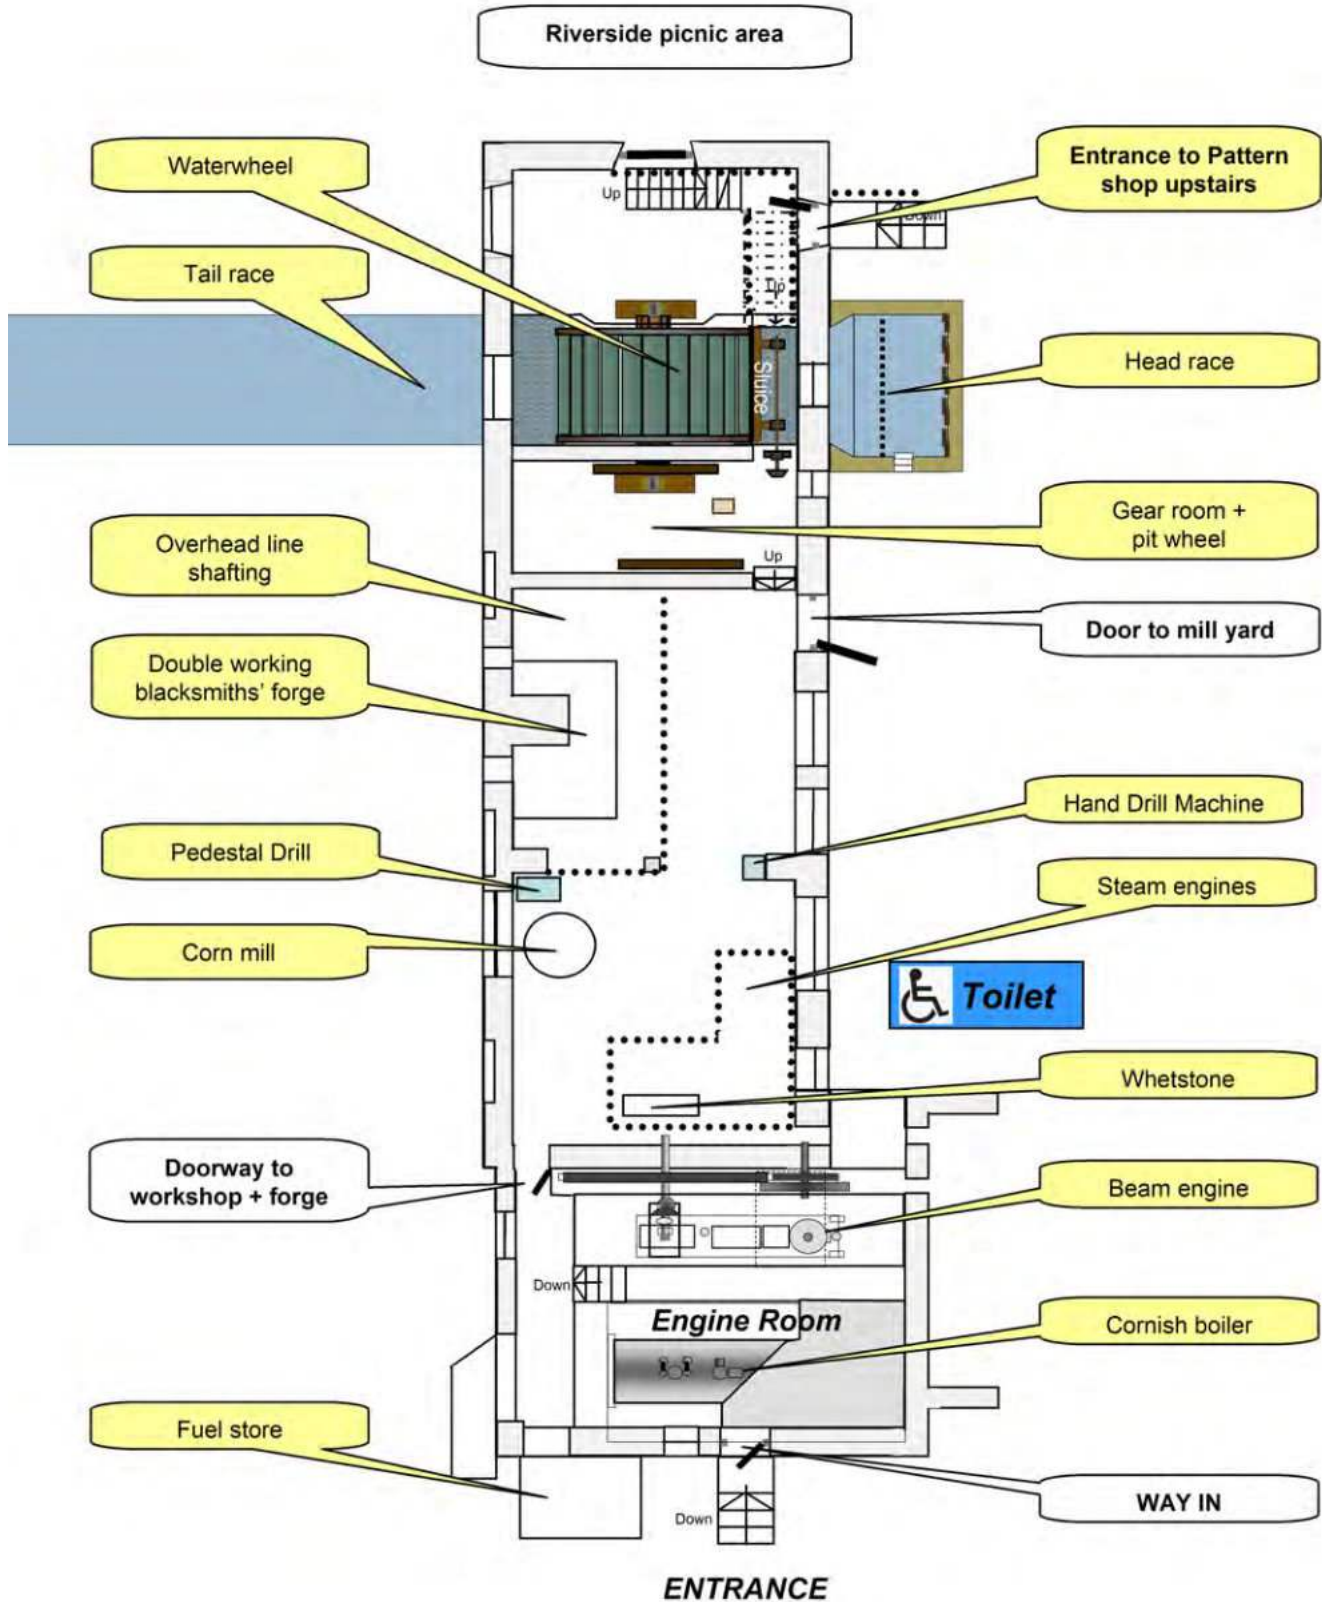 Riverside picnic area
Waterwheel
Entrance to Pattern
shop upstairs
Up
Down
Tail race
Up
Head race
Sluice
Gear room +
pit wheel
Overhead line
shafting
Up
Door to mill yard
Double working
blacksmiths' forge
Hand Drill Machine
Pedestal Drill
Steam engines
Corn mill
Toilet
Whetstone
Doorway to
workshop + forge
Beam engine
Down
Engine Room
Cornish boiler
Fuel store
WAY IN
Down
ENTRANCE